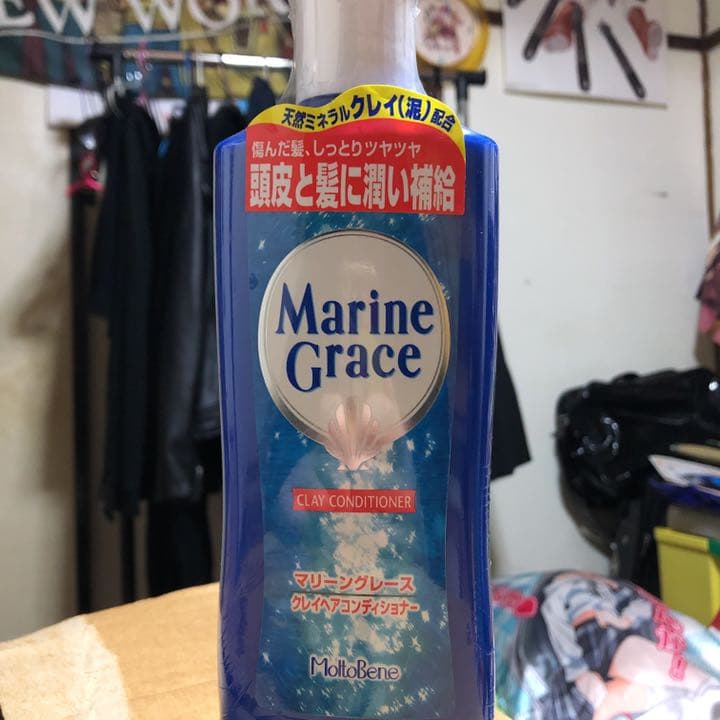 EW WOR
天然ミネラルクレイ(泥)配合
傷んだ髪、しっとりツヤツヤ
頭皮と髪に潤い補給
Marine
Grace
CLAY CONDITIONER
マリーングレース
クレイヘアコンディショナー
MoltoBene